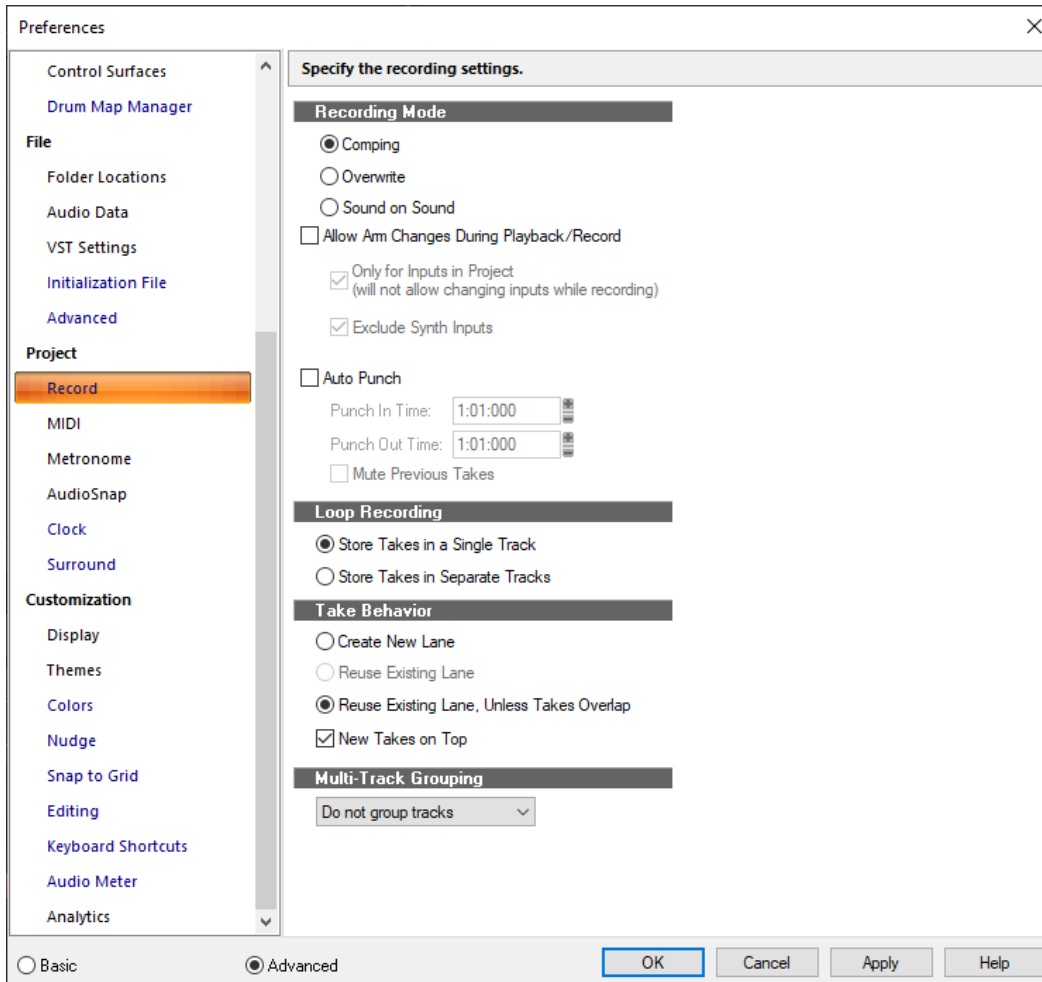 Preferences
Control Surfaces
Drum Map Manager
File
Folder Locations
Audio Data
VST Settings
Initialization File
Advanced
Project
Record
MIDI
Metronome
AudioSnap
Clock
Surround
Customization
Display
Themes
Colors
Nudge
Snap to Grid
Editing
Keyboard Shortcuts
Audio Meter
Analytics
Specify the recording settings.
Recording Mode
Comping
Overwrite
Sound on Sound
Allow Arm Changes During Playback/Record
Only for Inputs in Project
(will not allow changing inputs while recording)
Exclude Synth Inputs
Auto Punch
Punch In Time: 1:01:000
Punch Out Time: 1:01:000
Mute Previous Takes
Loop Recording
Store Takes in a Single Track
Store Takes in Separate Tracks
Take Behavior
Create New Lane
Reuse Existing Lane
Reuse Existing Lane, Unless Takes Overlap
New Takes on Top
Multi-Track Grouping
Do not group tracks
Basic Advanced OK Cancel Apply Help